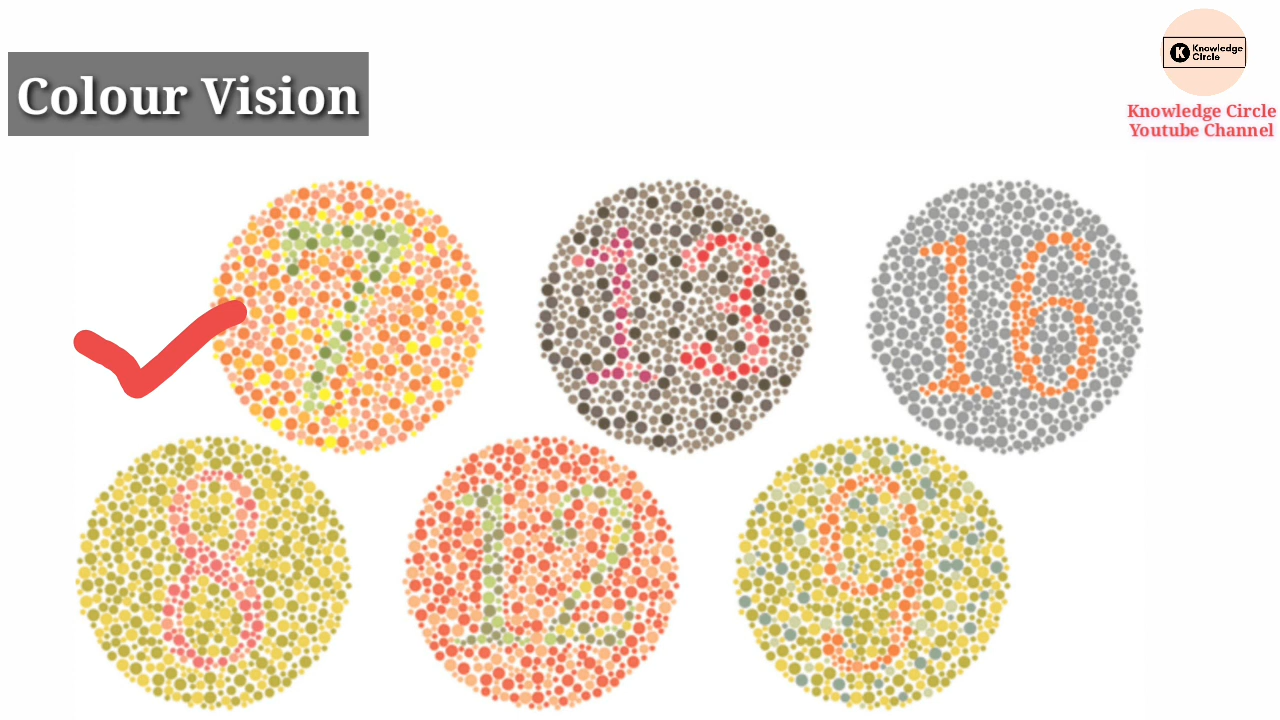 Colour Vision
K Knowledge
Circle
Knowledge Circle
Youtube Channel
7
13
16
8
12
9